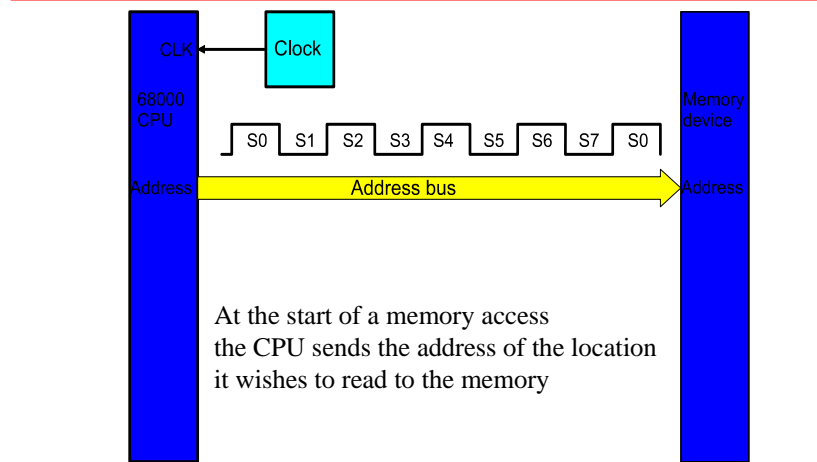 CLK
Clock
68000
CPU
Memory
device
S0 S1 S2 S3 S4 S5 S6 S7 S0
Address
Address bus
Address
At the start of a memory access
the CPU sends the address of the location
it wishes to read to the memory